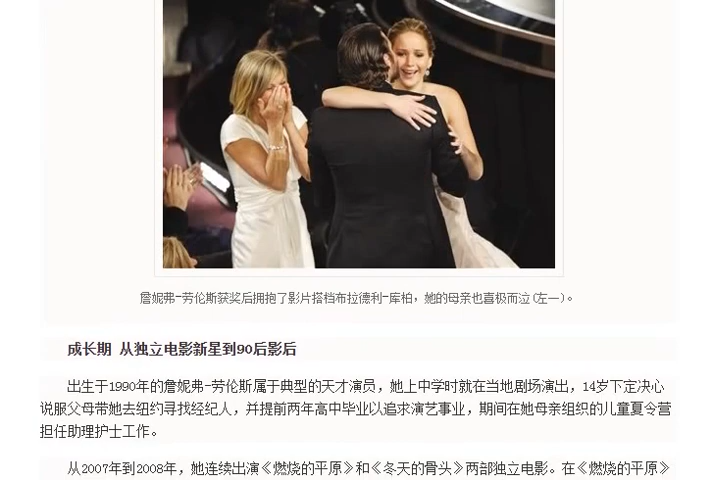 詹妮弗-劳伦斯获奖后拥抱了影片搭档布拉德利-库柏，她的母亲也喜极而泣(左一)。
成长期 从独立电影新星到90后影后
出生于1990年的詹妮弗-劳伦斯属于典型的天才演员，她上中学时就在当地剧场演出，14岁下定决心
说服父母带她去纽约寻找经纪人，并提前两年高中毕业以追求演艺事业，期间在她母亲组织的儿童夏令营
担任助理护士工作。
从2007年到2008年，她连续出演《燃烧的平原》和《冬天的骨头》两部独立电影。在《燃烧的平原》